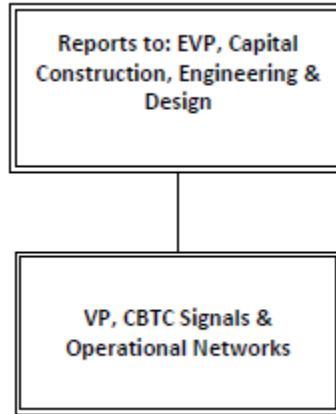 Reports to: EVP, Capital
Construction, Engineering &
Design
VP, CBTC Signals &
Operational Networks